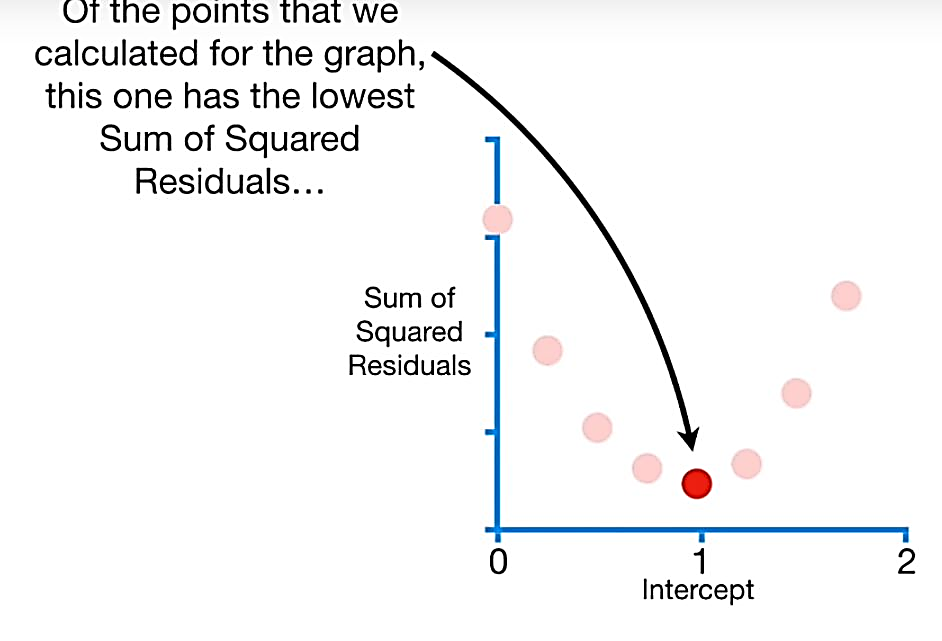 Of the points that we
calculated for the graph,
this one has the lowest
Sum of Squared
Residuals…
Sum of
Squared
Residuals
0
1
2
Intercept